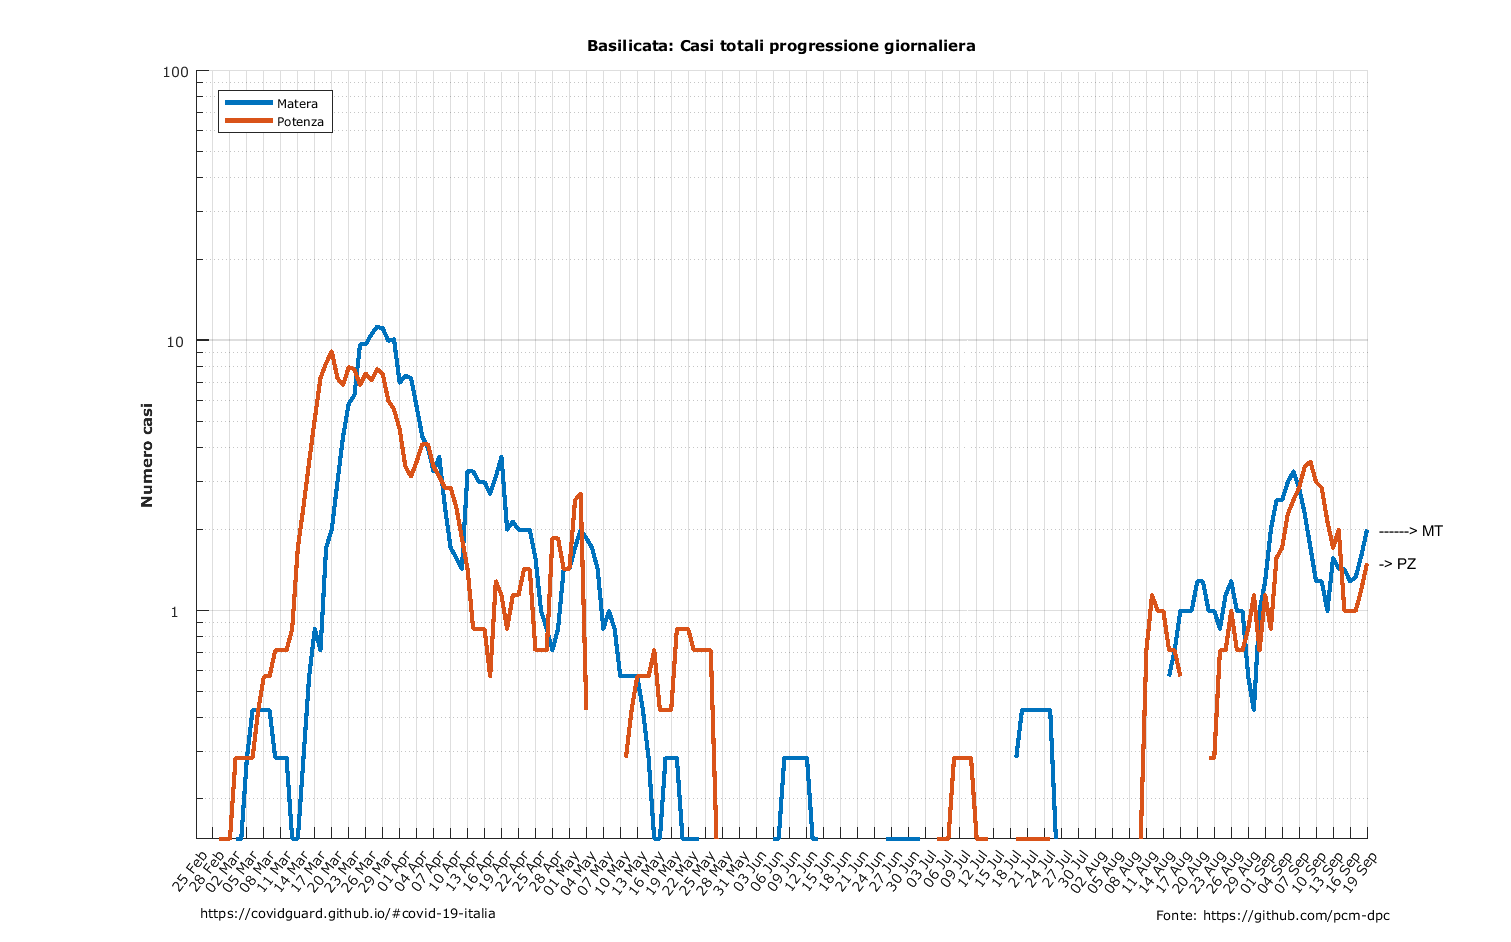 Basilicata: Casi totali progressione giornaliera
100
Matera
Potenza
10
Numero casi
------> MT
-> PZ
1
25 Feb
28 Feb
02 Mar
05 Mar
08 Mar
11 Mar
14 Mar
17 Mar
20 Mar
23 Mar
26 Mar
29 Mar
01 Apr
04 Apr
07 Apr
10 Apr
13 Apr
16 Apr
19 Apr
22 Apr
25 Apr
28 Apr
01 May
04 May
07 May
10 May
13 May
16 May
19 May
22 May
25 May
28 May
31 May
03 Jun
06 Jun
09 Jun
12 Jun
15 Jun
18 Jun
21 Jun
24 Jun
27 Jun
30 Jun
03 Jul
06 Jul
09 Jul
12 Jul
15 Jul
18 Jul
21 Jul
24 Jul
27 Jul
30 Jul
02 Aug
05 Aug
08 Aug
11 Aug
14 Aug
17 Aug
20 Aug
23 Aug
26 Aug
29 Aug
01 Sep
04 Sep
07 Sep
10 Sep
13 Sep
16 Sep
19 Sep
https://covidguard.github.io/#covid-19-italia
Fonte: https://github.com/pcm-dpc